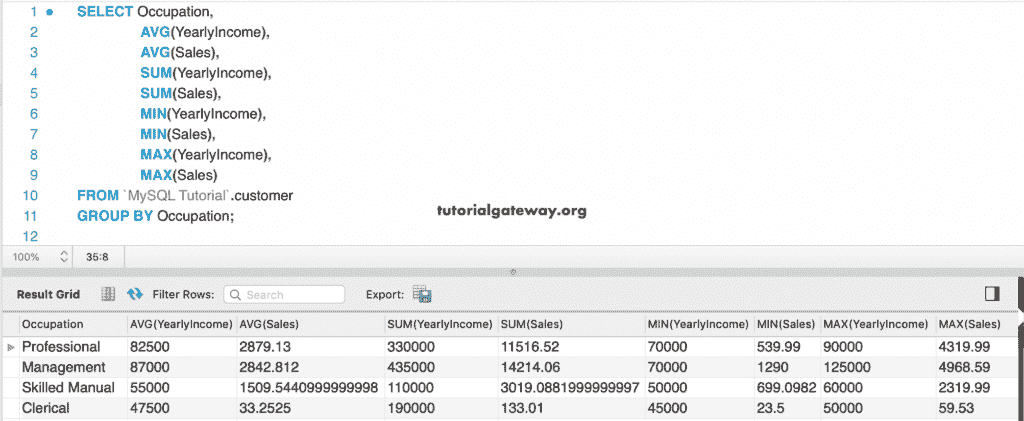 1 SELECT Occupation,
2 AVG(YearlyIncome),
3 AVG(Sales),
4 SUM(YearlyIncome),
5 SUM(Sales),
6 MIN(YearlyIncome),
7 MIN(Sales),
8 MAX(YearlyIncome),
9 MAX(Sales)
10 FROM `MySQL Tutorial`.customer
11 GROUP BY Occupation;
tutorialgateway.org
12
100% 35:8
Result Grid Filter Rows: Search Export:
Occupation AVG(YearlyIncome) AVG(Sales) SUM(YearlyIncome) SUM(Sales) MIN(YearlyIncome) MIN(Sales) MAX(YearlyIncome) MAX(Sales)
Professional 82500 2879.13 330000 11516.52 70000 539.99 90000 4319.99
Management 87000 2842.812 435000 14214.06 70000 1290 125000 4968.59
Skilled Manual 55000 1509.5440999999998 110000 3019.0881999999997 50000 699.0982 60000 2319.99
Clerical 47500 33.2525 190000 133.01 45000 23.5 50000 59.53